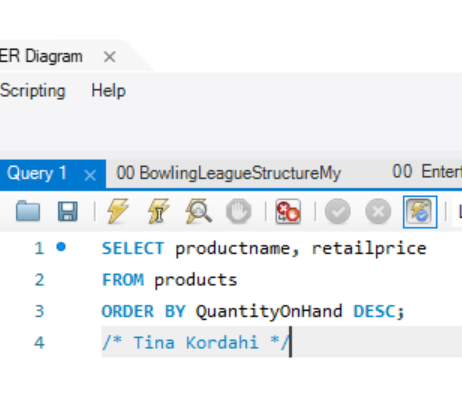 ER Diagram
Scripting Help
Query 1 00 BowlingLeagueStructureMy 00 Entert
1 SELECT productname, retailprice
2 FROM products
3 ORDER BY QuantityOnHand DESC;
4 /* Tina Kordahi */